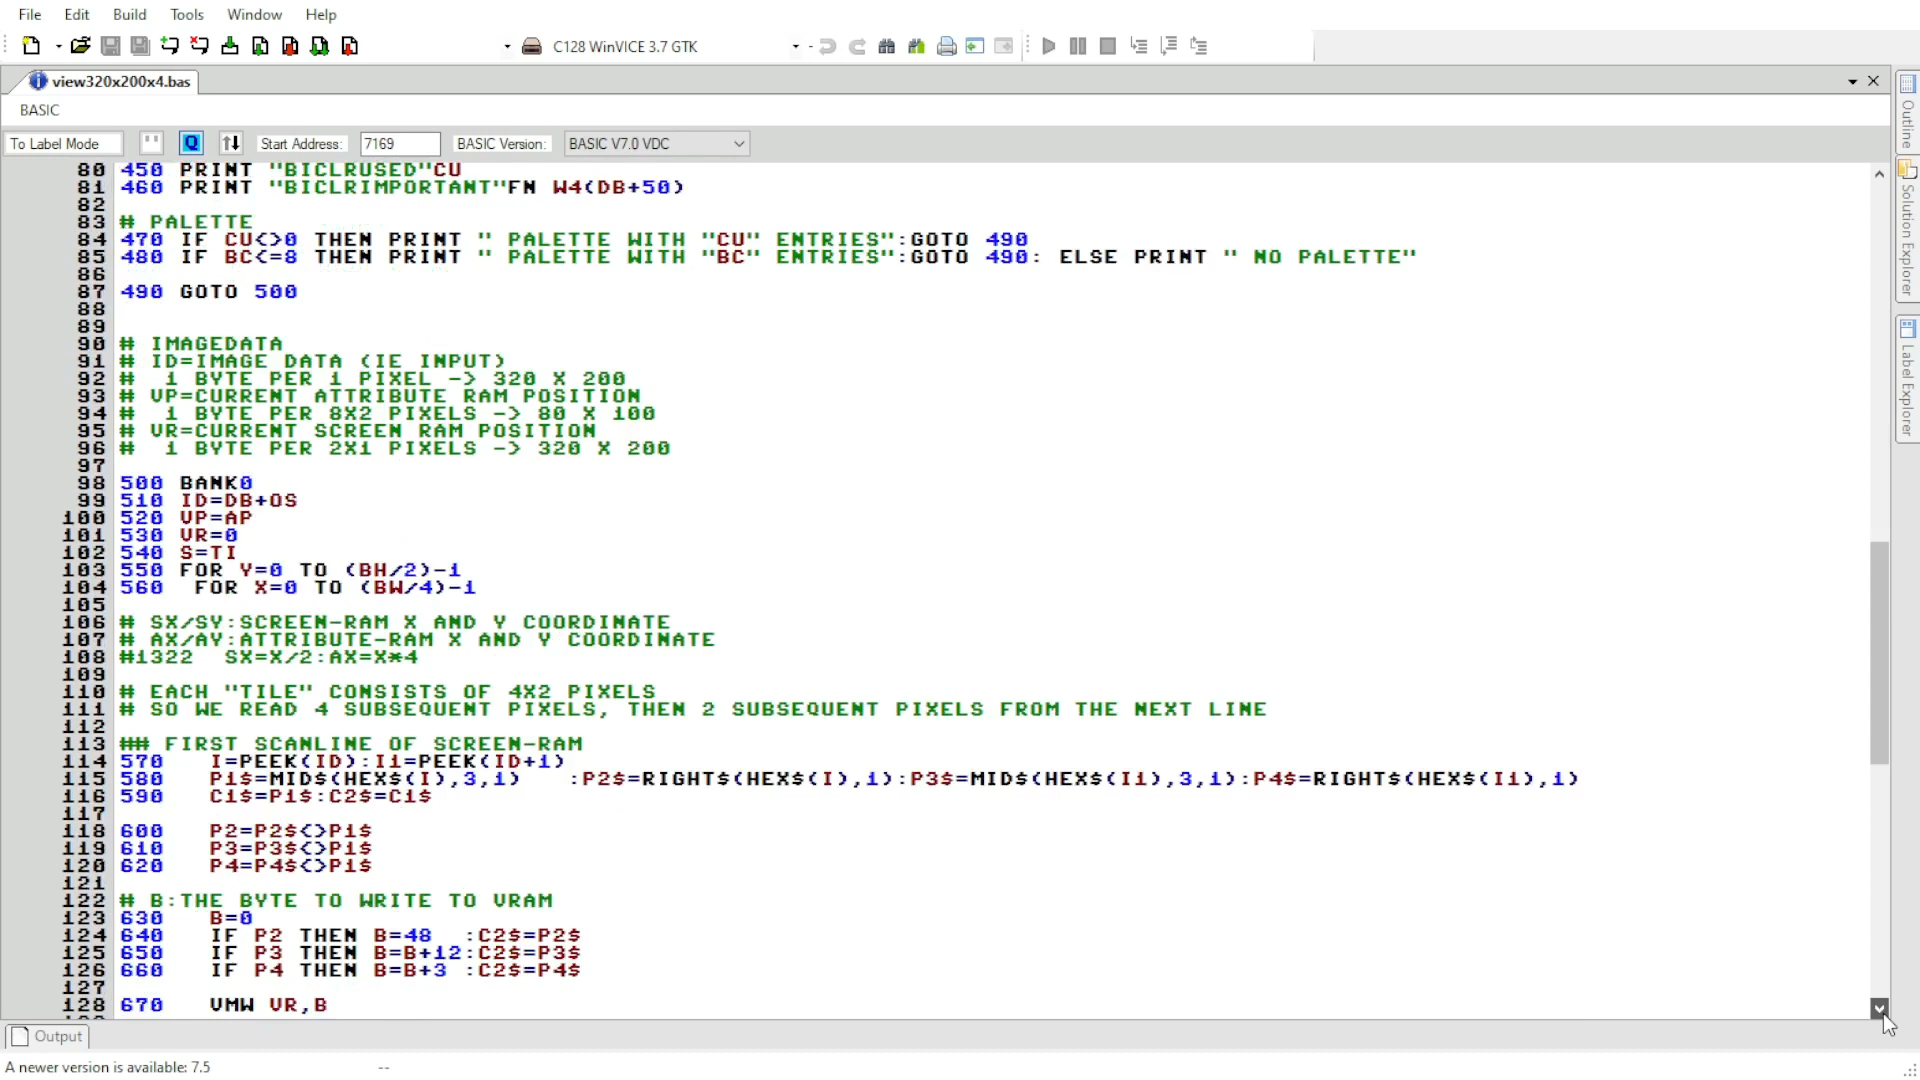 File Edit Build Tools Window Help
C128 WinVICE 3.7 GTK
view320x200x4.bas
BASIC
To Label Mode " Q Start Address: 7169 BASIC Version: BASIC V7.0 VDC
80 450 PRINT "BICLRUSED"CU
81 460 PRINT "BICLRIMPORTANT"FN W4(DB+50)
82
83 # PALETTE
84 470 IF CU<>0 THEN PRINT " PALETTE WITH "CU" ENTRIES":GOTO 490
85 480 IF BC<=8 THEN PRINT " PALETTE WITH "BC" ENTRIES":GOTO 490: ELSE PRINT " NO PALETTE"
86
87 490 GOTO 500
88
89
90 # IMAGEDATA
91 # ID=IMAGE DATA (IE INPUT)
92 #  1 BYTE PER 1 PIXEL -> 320 X 200
93 # VP=CURRENT ATTRIBUTE RAM POSITION
94 #  1 BYTE PER 8X2 PIXELS -> 80 X 100
95 # VR=CURRENT SCREEN RAM POSITION
96 #  1 BYTE PER 2X1 PIXELS -> 320 X 200
97
98 500 BANK0
99 510 ID=DB+OS
100 520 VP=AP
101 530 VR=0
102 540 S=TI
103 550 FOR Y=0 TO (BH/2)-1
104 560  FOR X=0 TO (BW/4)-1
105
106 # SX/SY:SCREEN-RAM X AND Y COORDINATE
107 # AX/AY:ATTRIBUTE-RAM X AND Y COORDINATE
108 #1322  SX=X/2:AX=X*4
109
110 # EACH "TILE" CONSISTS OF 4X2 PIXELS
111 # SO WE READ 4 SUBSEQUENT PIXELS, THEN 2 SUBSEQUENT PIXELS FROM THE NEXT LINE
112
113 ## FIRST SCANLINE OF SCREEN-RAM
114 570   I=PEEK(ID):I1=PEEK(ID+1)
115 580   P1$=MID$(HEX$(I),3,1)   :P2$=RIGHT$(HEX$(I),1):P3$=MID$(HEX$(I1),3,1):P4$=RIGHT$(HEX$(I1),1)
116 590   C1$=P1$:C2$=C1$
117
118 600   P2=P2$<>P1$
119 610   P3=P3$<>P1$
120 620   P4=P4$<>P1$
121
122 # B:THE BYTE TO WRITE TO VRAM
123 630   B=0
124 640   IF P2 THEN B=48  :C2$=P2$
125 650   IF P3 THEN B=B+12:C2$=P3$
126 660   IF P4 THEN B=B+3 :C2$=P4$
127
128 670   VMW VR,B
Outline
Solution Explorer
Label Explorer
Output
A newer version is available: 7.5 --